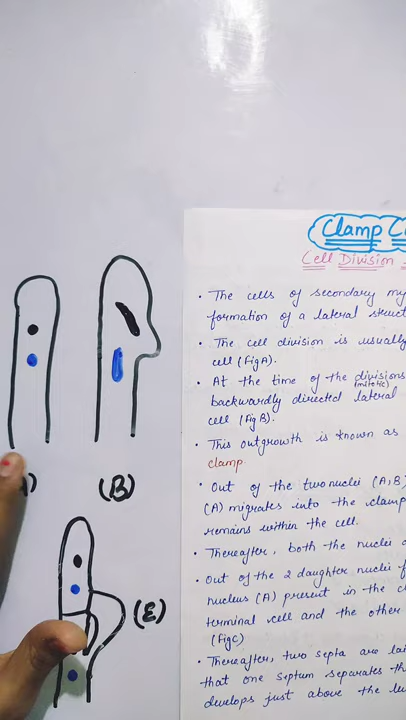 Clamp
Cell Division
• The cells of secondary
formation of a lateral
• The cell division is usually
cell (Fig A).
• At the time of the divisions
(mitotic)
backwardly directed lateral
cell (Fig B).
• This outgrowth is known as
clamp.
• Out of the two nuclei (A, B)
(A) migrates into the clamp
remains within the cell.
• Thereafter, both the nuclei
• Out of the 2 daughter nuclei
nucleus (A) present in the
terminal cell and the other
(Fig C)
• Thereafter, two septa are
that one septum separates
develops just above the
)
(B)
(E)